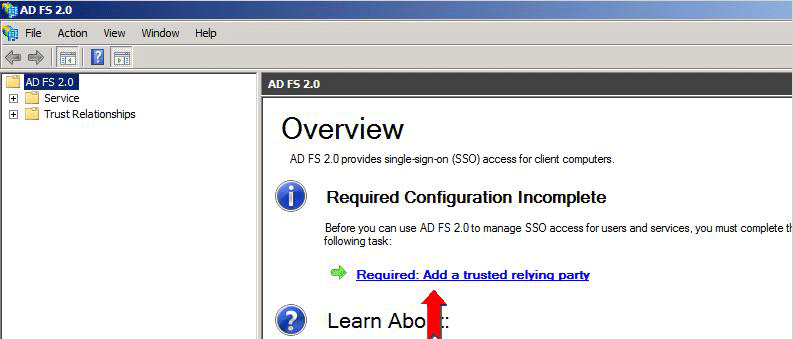 AD FS 2.0
File Action View Window Help
AD FS 2.0
Service
Trust Relationships
AD FS 2.0
Overview
AD FS 2.0 provides single-sign-on (SSO) access for client computers.
Required Configuration Incomplete
Before you can use AD FS 2.0 to manage SSO access for users and services, you must complete
following task:
Required: Add a trusted relying party
Learn